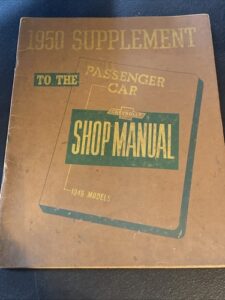 1950 SUPPLEMENT
TO THE
PASSENGER
CAR
CHEVROLET
SHOP MANUAL
1949 MODELS